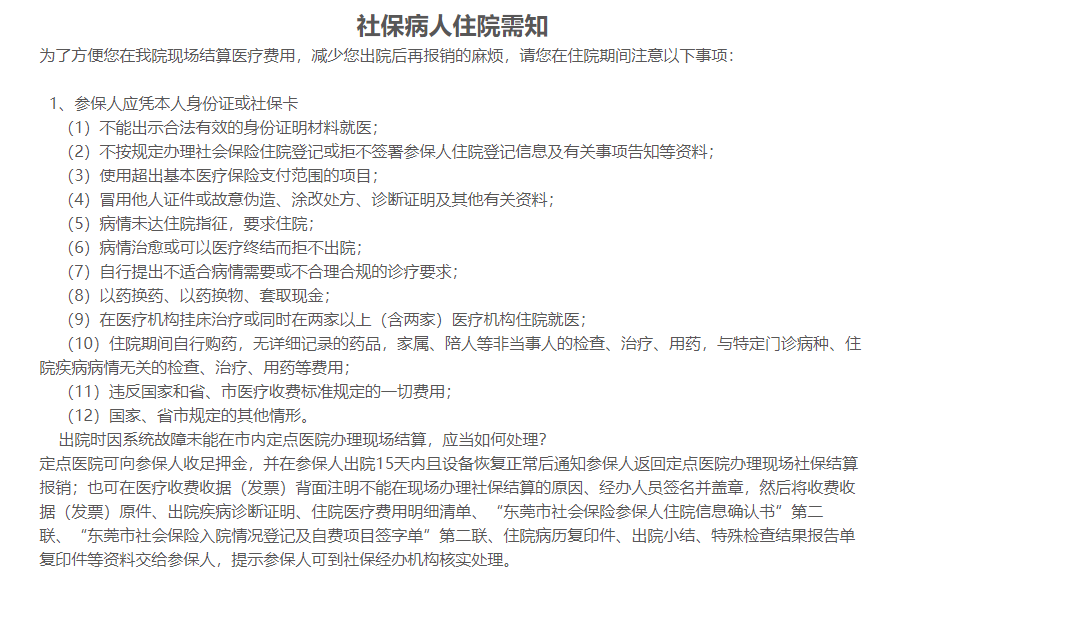 社保病人住院需知
为了方便您在我院现场结算医疗费用，减少您出院后再报销的麻烦，请您在住院期间注意以下事项：
1、参保人应凭本人身份证或社保卡
（1）不能出示合法有效的身份证明材料就医；
（2）不按规定办理社会保险住院登记或拒不签署参保人住院登记信息及有关事项告知等资料；
（3）使用超出基本医疗保险支付范围的项目；
（4）冒用他人证件或故意伪造、涂改处方、诊断证明及其他有关资料；
（5）病情未达住院指征，要求住院；
（6）病情治愈或可以医疗终结而拒不出院；
（7）自行提出不适合病情需要或不合理合规的诊疗要求；
（8）以药换药、以药换物、套取现金；
（9）在医疗机构挂床治疗或同时在两家以上（含两家）医疗机构住院就医；
（10）住院期间自行购药，无详细记录的药品，家属、陪人等非当事人的检查、治疗、用药，与特定门诊病种、住
院疾病病情无关的检查、治疗、用药等费用；
（11）违反国家和省、市医疗收费标准规定的一切费用；
（12）国家、省市规定的其他情形。
出院时因系统故障未能在市内定点医院办理现场结算，应当如何处理？
定点医院可向参保人收足押金，并在参保人出院15天内且设备恢复正常后通知参保人返回定点医院办理现场社保结算
报销；也可在医疗收费收据（发票）背面注明不能在现场办理社保结算的原因、经办人员签名并盖章，然后将收费收
据（发票）原件、出院疾病诊断证明、住院医疗费用明细清单、“东莞市社会保险参保人住院信息确认书”第二
联、“东莞市社会保险入院情况登记及自费项目签字单”第二联、住院病历复印件、出院小结、特殊检查结果报告单
复印件等资料交给参保人，提示参保人可到社保经办机构核实处理。